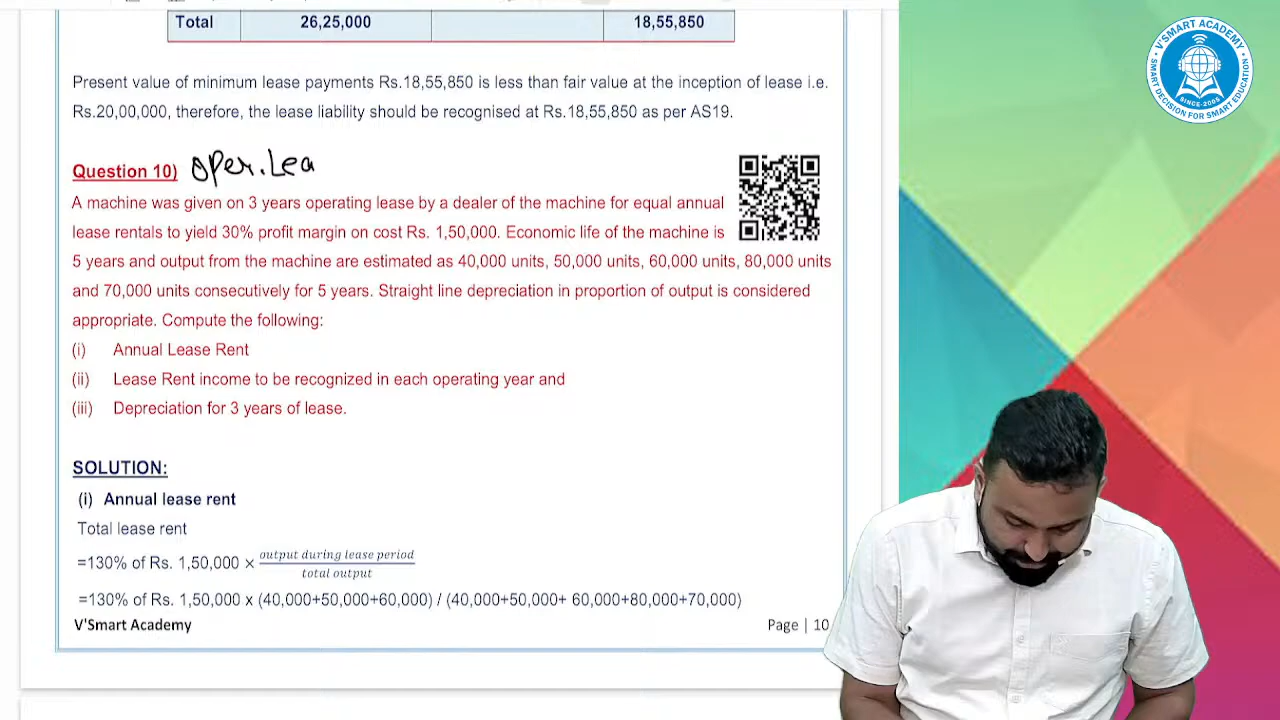 Total 26,25,000 18,55,850
Present value of minimum lease payments Rs.18,55,850 is less than fair value at the inception of lease i.e.
Rs.20,00,000, therefore, the lease liability should be recognised at Rs.18,55,850 as per AS19.
Question 10) oper.Lea
A machine was given on 3 years operating lease by a dealer of the machine for equal annual
lease rentals to yield 30% profit margin on cost Rs. 1,50,000. Economic life of the machine is
5 years and output from the machine are estimated as 40,000 units, 50,000 units, 60,000 units, 80,000 units
and 70,000 units consecutively for 5 years. Straight line depreciation in proportion of output is considered
appropriate. Compute the following:
(i) Annual Lease Rent
(ii) Lease Rent income to be recognized in each operating year and
(iii) Depreciation for 3 years of lease.
SOLUTION:
(i) Annual lease rent
Total lease rent
=130% of Rs. 1,50,000 × output during lease period / total output
=130% of Rs. 1,50,000 x (40,000+50,000+60,000) / (40,000+50,000+ 60,000+80,000+70,000)
V'Smart Academy Page | 10
V'SMART ACADEMY
SINCE-2005
SMART DECISION FOR SMART EDUCATION